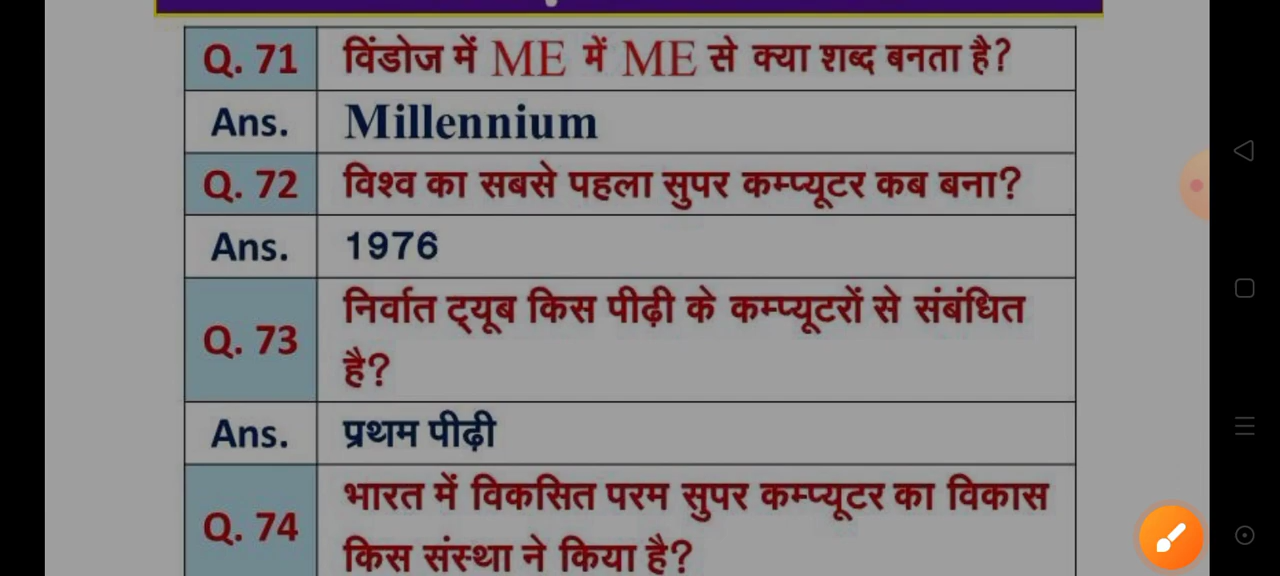 Q. 71 विंडोज में ME में ME से क्या शब्द बनता है?
Ans. Millennium
Q. 72 विश्व का सबसे पहला सुपर कम्प्यूटर कब बना?
Ans. 1976
Q. 73 निर्वात ट्यूब किस पीढ़ी के कम्प्यूटरों से संबंधित
है?
Ans. प्रथम पीढ़ी
Q. 74 भारत में विकसित परम सुपर कम्प्यूटर का विकास
किस संस्था ने किया है?